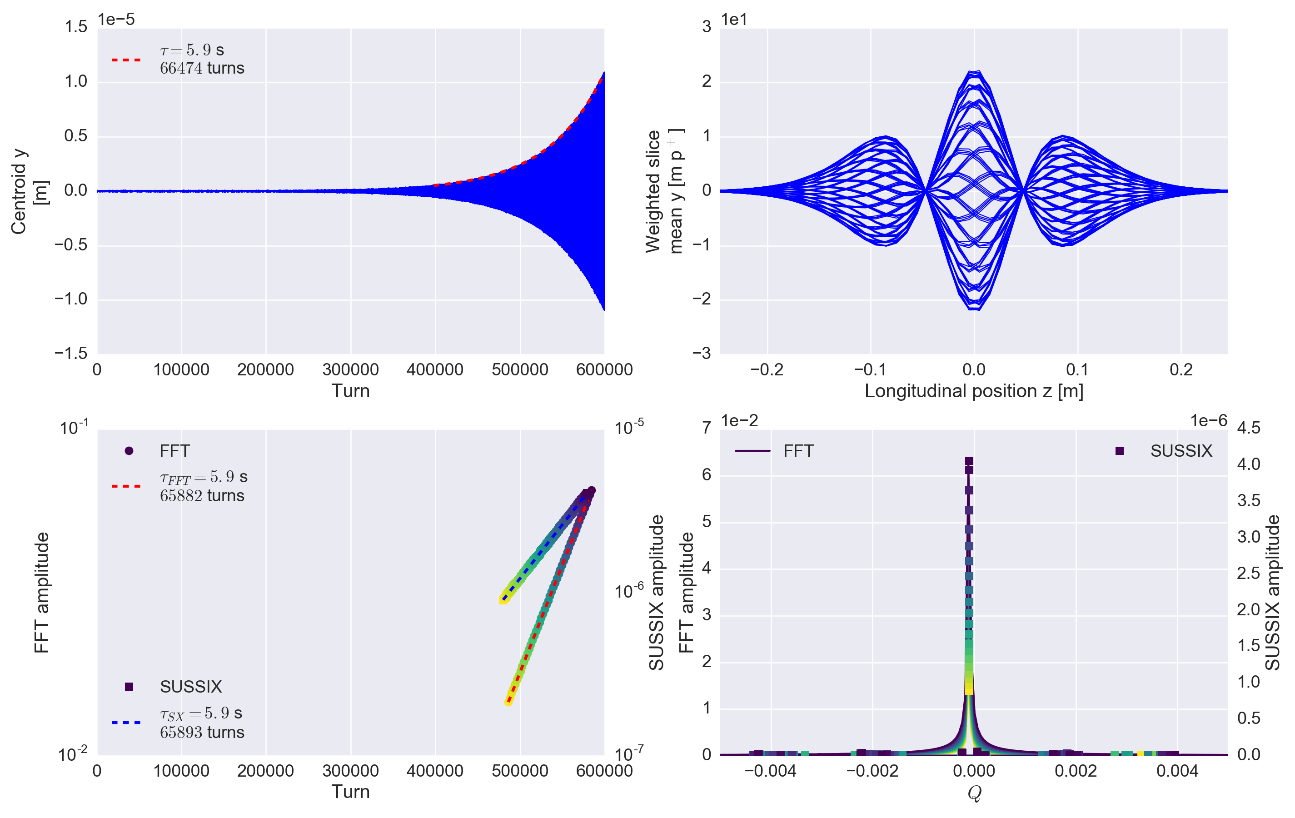 1e−5
1.5
1.0
0.5
0.0
−0.5
−1.0
−1.5
Centroid y
[m]
τ = 5.9 s
66474 turns
0 100000 200000 300000 400000 500000 600000
Turn
1e1
3
2
1
0
−1
−2
−3
Weighted slice
mean y [m p⁺]
−0.2 −0.1 0.0 0.1 0.2
Longitudinal position z [m]
10⁻¹
10⁻²
FFT amplitude
FFT
τ_FFT = 5.9 s
65882 turns
SUSSIX
τ_SX = 5.9 s
65893 turns
10⁻⁵
10⁻⁶
10⁻⁷
SUSSIX amplitude
0 100000 200000 300000 400000 500000 600000
Turn
1e−2
7
6
5
4
3
2
1
0
FFT amplitude
FFT
SUSSIX
1e−6
4.5
4.0
3.5
3.0
2.5
2.0
1.5
1.0
0.5
0.0
SUSSIX amplitude
−0.004 −0.002 0.000 0.002 0.004
Q